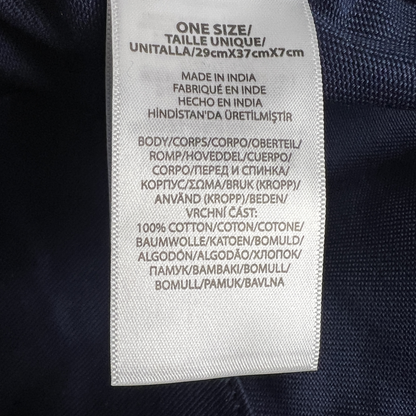 ONE SIZE/
TAILLE UNIQUE/
UNITALLA/29cmX37cmX7cm
MADE IN INDIA
FABRIQUÉ EN INDE
HECHO EN INDIA
HİNDİSTAN'DA ÜRETİLMİŞTİR
BODY/CORPS/CORPO/OBERTEIL/
ROMP/HOVEDDEL/CUERPO/
CORPO/ПЕРЕД И СПИНКА/
КОРПУС/ΣΩΜΑ/BRUK (KROPP)/
ANVÄND (KROPP)/BEDEN/
VRCHNÍ ČÁST:
100% COTTON/COTON/COTONE/
BAUMWOLLE/KATOEN/BOMULD/
ALGODÓN/ALGODÃO/ХЛОПОК/
ПАМУК/BAMBAKI/BOMULL/
BOMULL/PAMUK/BAVLNA